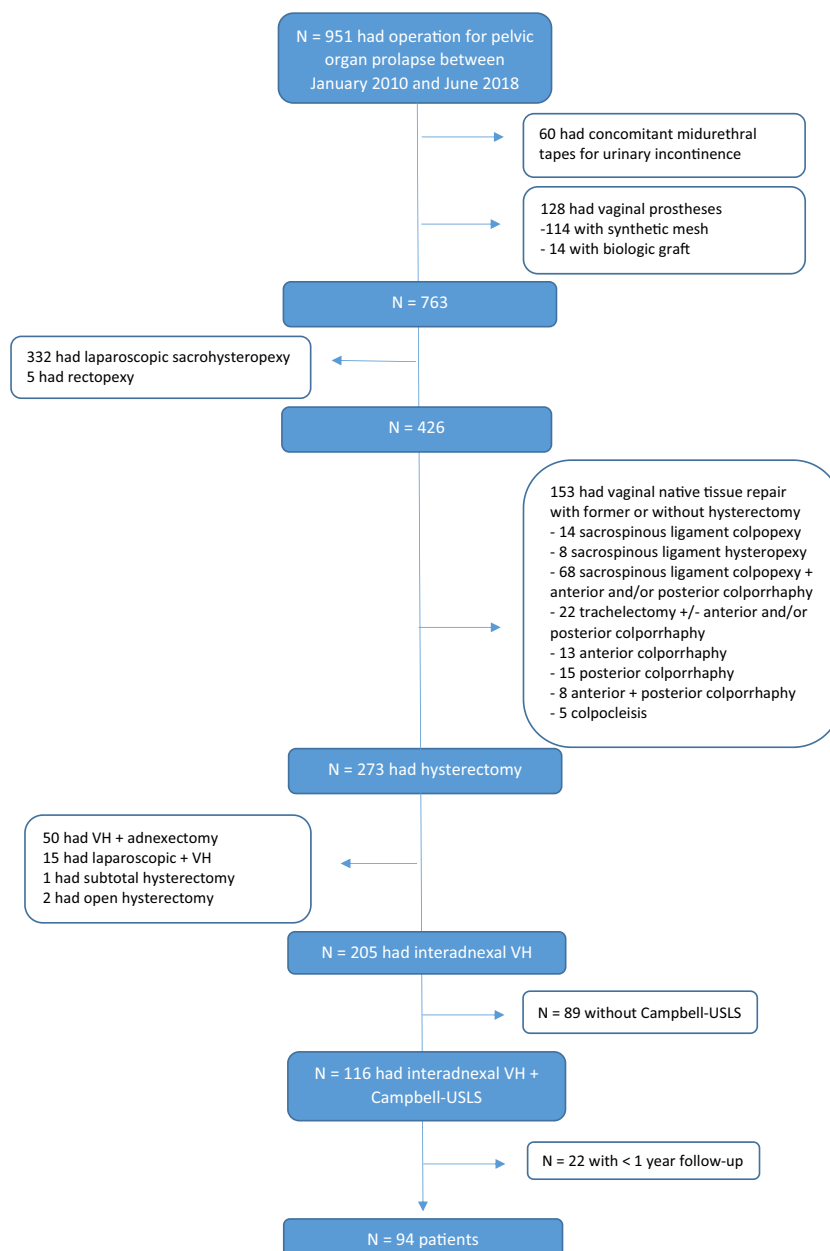 N = 951 had operation for pelvic
organ prolapse between
January 2010 and June 2018
60 had concomitant midurethral
tapes for urinary incontinence
128 had vaginal prostheses
-114 with synthetic mesh
- 14 with biologic graft
N = 763
332 had laparoscopic sacrohysteropexy
5 had rectopexy
N = 426
153 had vaginal native tissue repair
with former or without hysterectomy
- 14 sacrospinous ligament colpopexy
- 8 sacrospinous ligament hysteropexy
- 68 sacrospinous ligament colpopexy +
anterior and/or posterior colporrhaphy
- 22 trachelectomy +/- anterior and/or
posterior colporrhaphy
- 13 anterior colporrhaphy
- 15 posterior colporrhaphy
- 8 anterior + posterior colporrhaphy
- 5 colpocleisis
N = 273 had hysterectomy
50 had VH + adnexectomy
15 had laparoscopic + VH
1 had subtotal hysterectomy
2 had open hysterectomy
N = 205 had interadnexal VH
N = 89 without Campbell-USLS
N = 116 had interadnexal VH +
Campbell-USLS
N = 22 with < 1 year follow-up
N = 94 patients